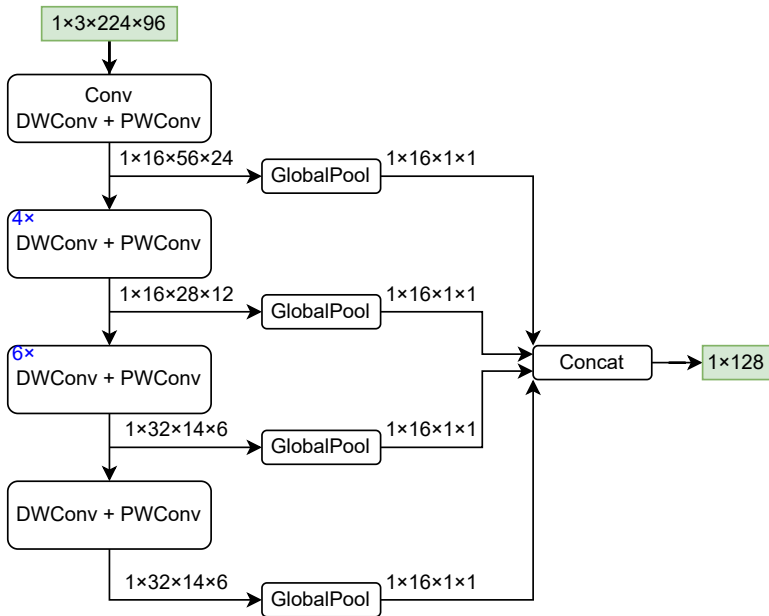 1×3×224×96
Conv
DWConv + PWConv
1×16×56×24
GlobalPool
1×16×1×1
4×
DWConv + PWConv
1×16×28×12
GlobalPool
1×16×1×1
6×
DWConv + PWConv
Concat
1×128
1×32×14×6
GlobalPool
1×16×1×1
DWConv + PWConv
1×32×14×6
GlobalPool
1×16×1×1